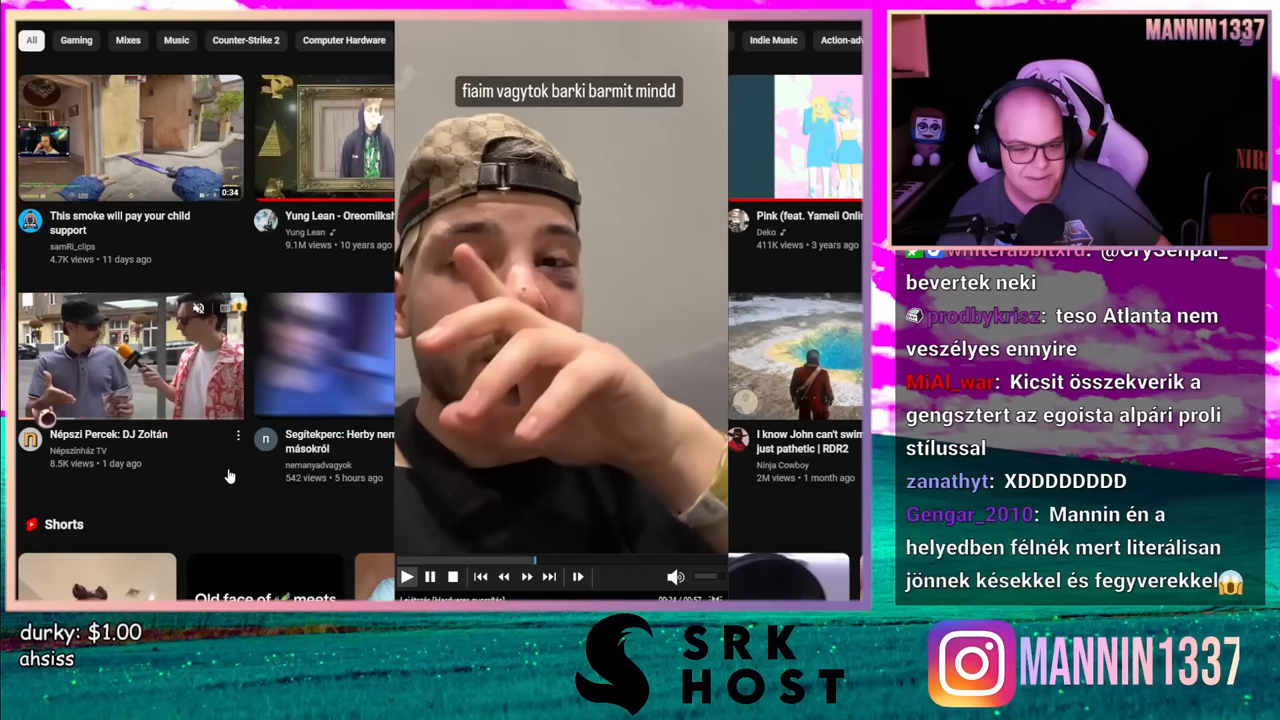 All
Gaming
Mixes
Music
Counter-Strike 2
Computer Hardware
Indie Music
fiaim vagytok barki barmit mindd
0:34
This smoke will pay your child
support
samRl_clips
4.7K views • 11 days ago
Yung Lean - Oreomilksh
Yung Lean
9.1M views • 10 years ago
Pink (feat. Yameii Onli
Deko
411K views • 3 years ago
Népszi Percek: DJ Zoltán
Népszínház TV
8.5K views • 1 day ago
n
Segítekperc: Herby nem
másokról
nemanyadvagyok
542 views • 5 hours ago
I know John can't swim
just pathetic | RDR2
Ninja Cowboy
2M views • 1 month ago
Shorts
MANNIN1337
whiterabbitxrd: @CrySenpai_
bevertek neki
prodbykrisz: teso Atlanta nem
veszélyes ennyire
MiAl_war: Kicsit összekverik a
gengsztert az egoista alpári proli
stílussal
zanathyt: XDDDDDDDD
Gengar_2010: Mannin én a
helyedben félnék mert literálisan
jönnek késekkel és fegyverekkel
durky: $1.00
ahsiss
SRK
HOST
MANNIN1337